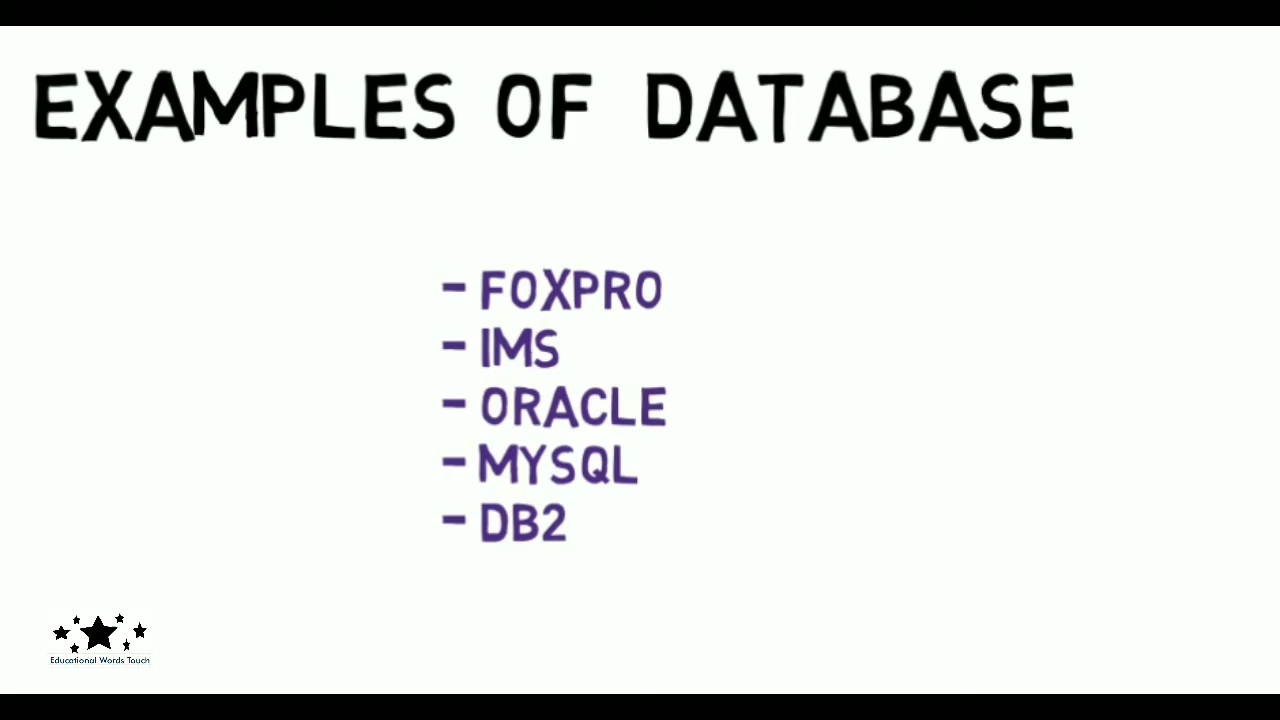 EXAMPLES OF DATABASE
- FOXPRO
- IMS
- ORACLE
- MYSQL
- DB2
Educational Words Touch